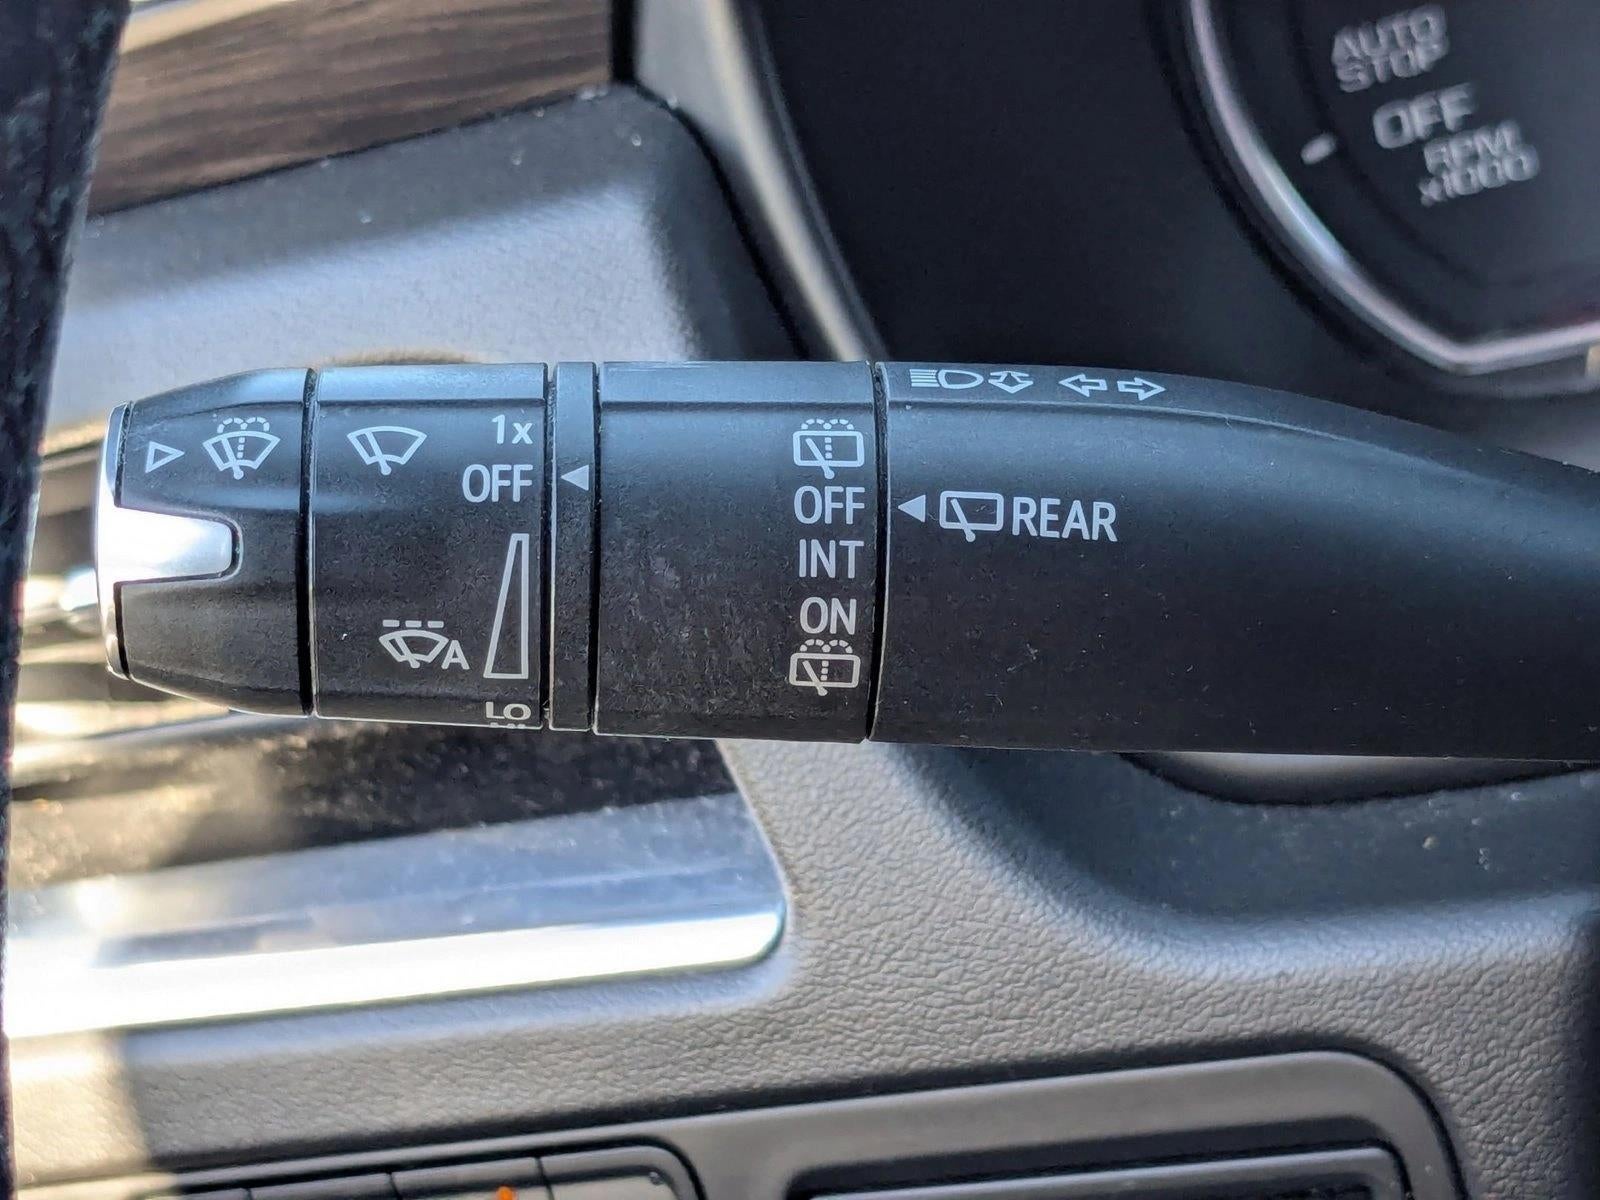 AUTO
STOP
OFF
RPM
x1000
1x
OFF
A
LO
OFF
INT
ON
REAR